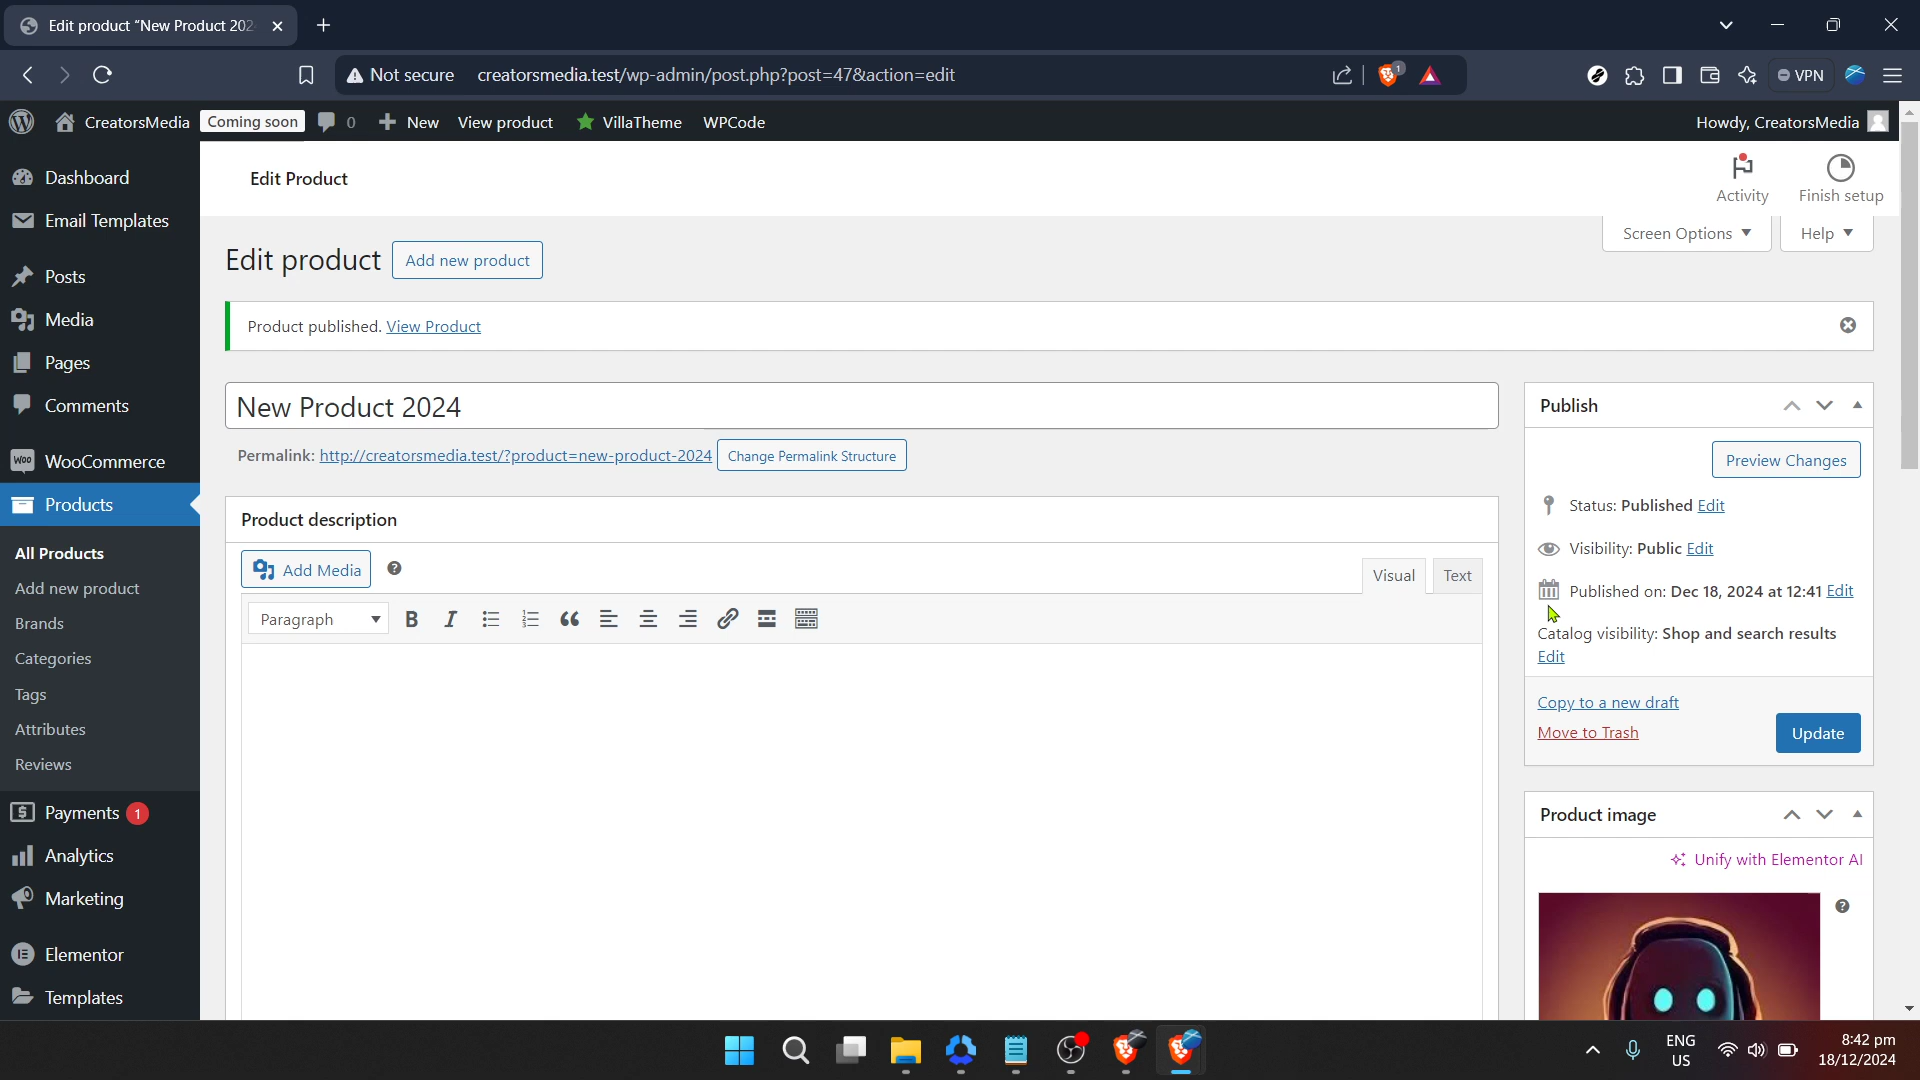 Edit product “New Product 202
Not secure creatorsmedia.test/wp-admin/post.php?post=47&action=edit
1
VPN
CreatorsMedia Coming soon 0 New View product VillaTheme WPCode Howdy, CreatorsMedia
Dashboard
Email Templates
Posts
Media
Pages
Comments
Woo WooCommerce
Products
All Products
Add new product
Brands
Categories
Tags
Attributes
Reviews
Payments 1
Analytics
Marketing
Elementor
Templates
Edit Product
Activity
Finish setup
Screen Options
Help
Edit product Add new product
Product published. View Product
New Product 2024
Permalink: http://creatorsmedia.test/?product=new-product-2024 Change Permalink Structure
Product description
Add Media
Visual Text
Paragraph
Publish
Preview Changes
Status: Published Edit
Visibility: Public Edit
Published on: Dec 18, 2024 at 12:41 Edit
Catalog visibility: Shop and search results
Edit
Copy to a new draft
Move to Trash
Update
Product image
Unify with Elementor AI
ENG
US
8:42 pm
18/12/2024